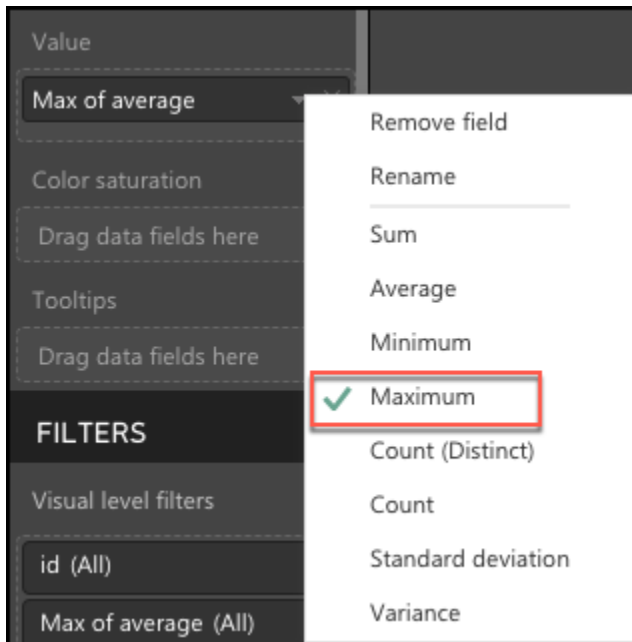 Value
Max of average
Color saturation
Drag data fields here
Tooltips
Drag data fields here
FILTERS
Visual level filters
id (All)
Max of average (All)
Remove field
Rename
Sum
Average
Minimum
Maximum
Count (Distinct)
Count
Standard deviation
Variance